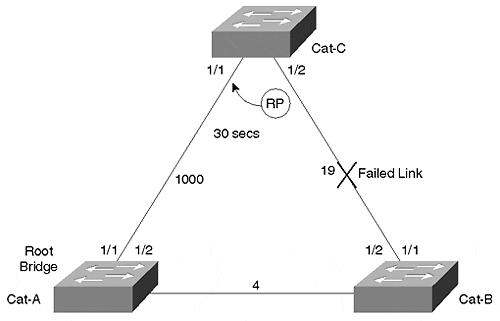 Cat-C
1/1
1/2
RP
30 secs
19
Failed Link
1000
Root
Bridge
1/1
1/2
1/2
1/1
Cat-A
4
Cat-B